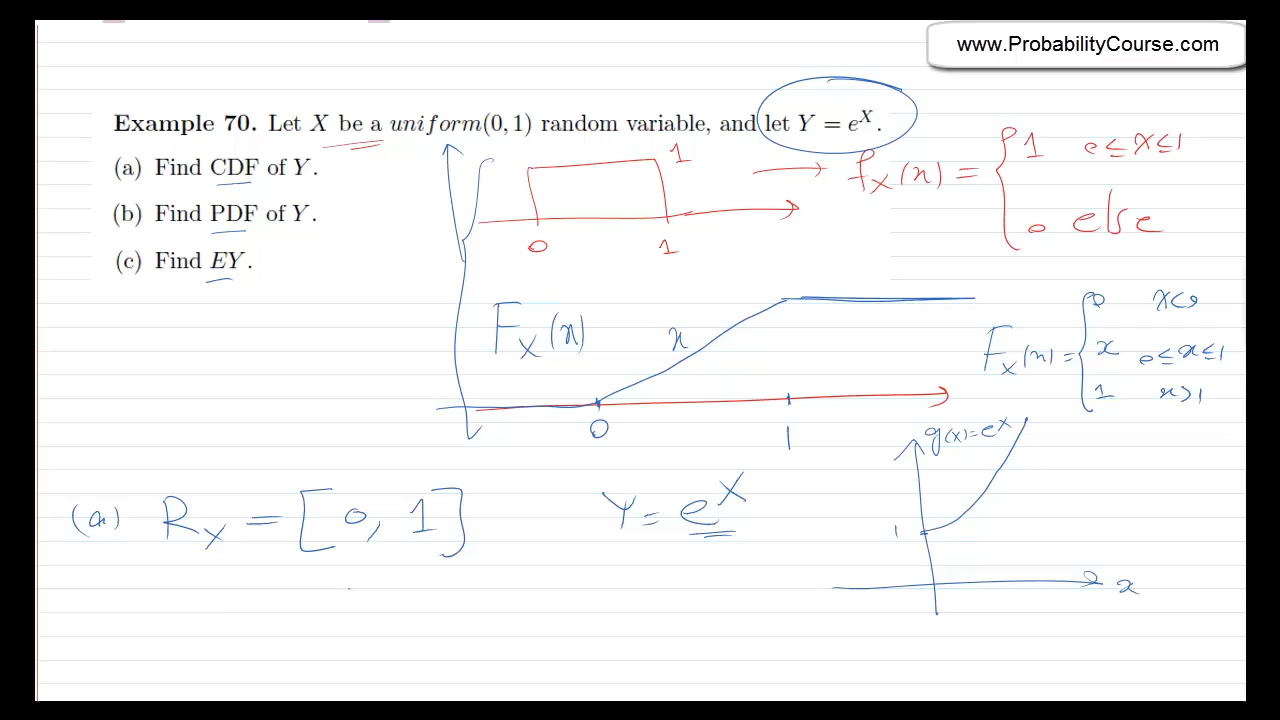 www.ProbabilityCourse.com
Example 70. Let X be a uniform(0, 1) random variable, and let Y = e^X.
(a) Find CDF of Y.
(b) Find PDF of Y.
(c) Find EY.
1
0 1
f_X(x) = { 1 0≤x≤1
0 else
F_X(x)
x
0 1
F_X(x) = { 0 x<0
x 0≤x≤1
1 x>1
g(x)=e^x
1
x
(a) R_X = [0, 1] Y = e^X